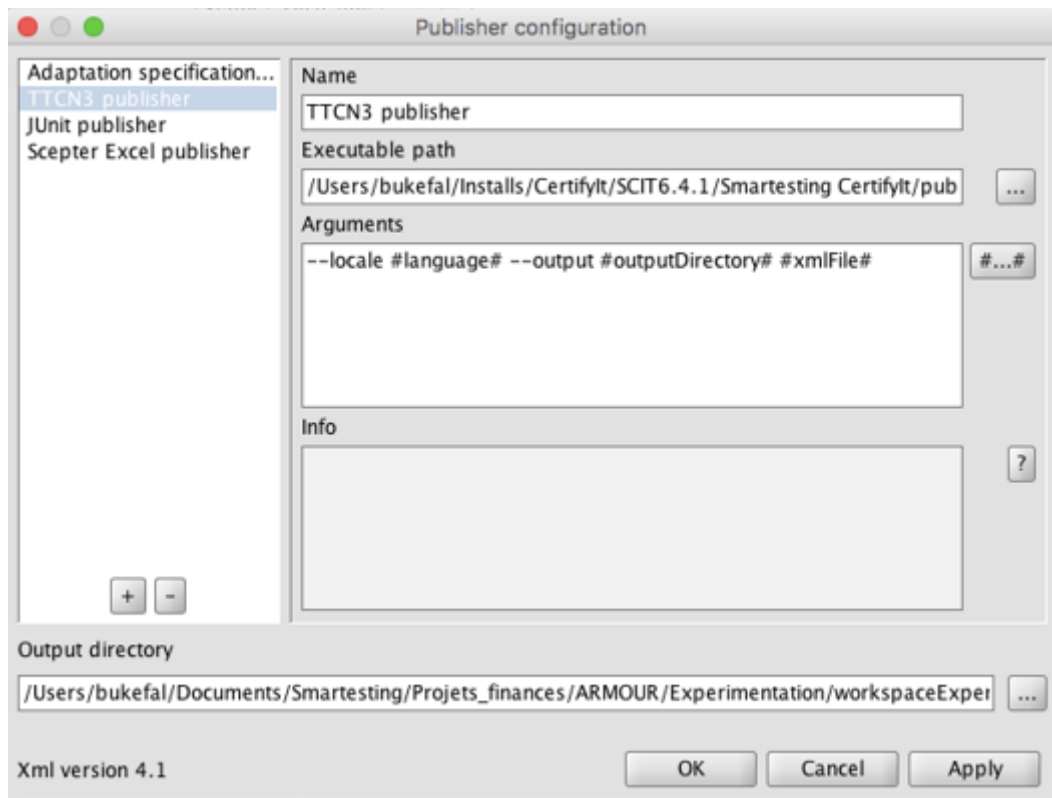 Publisher configuration
Adaptation specification...
TTCN3 publisher
JUnit publisher
Scepter Excel publisher
+ -
Name
TTCN3 publisher
Executable path
/Users/bukefal/Installs/CertifyIt/SCIT6.4.1/Smartesting CertifyIt/pub ...
Arguments
--locale #language# --output #outputDirectory# #xmlFile# #...#
Info
?
Output directory
/Users/bukefal/Documents/Smartesting/Projets_finances/ARMOUR/Experimentation/workspaceExper ...
Xml version 4.1
OK Cancel Apply